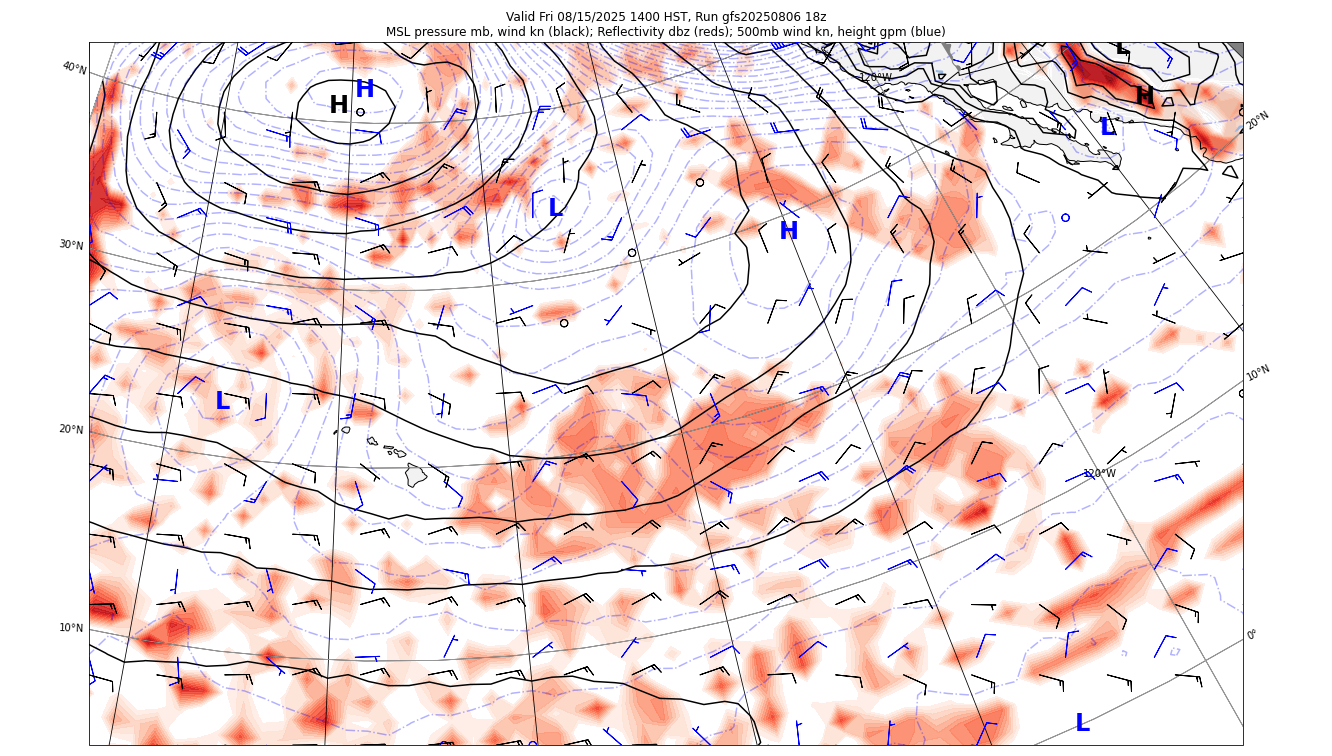 Valid Fri 08/15/2025 1400 HST, Run gfs20250806 18z
MSL pressure mb, wind kn (black); Reflectivity dbz (reds); 500mb wind kn, height gpm (blue)
L
40°N
120°W
H
H
H
20°N
L
L
H
30°N
10°N
L
20°N
120°W
10°N
0°
L